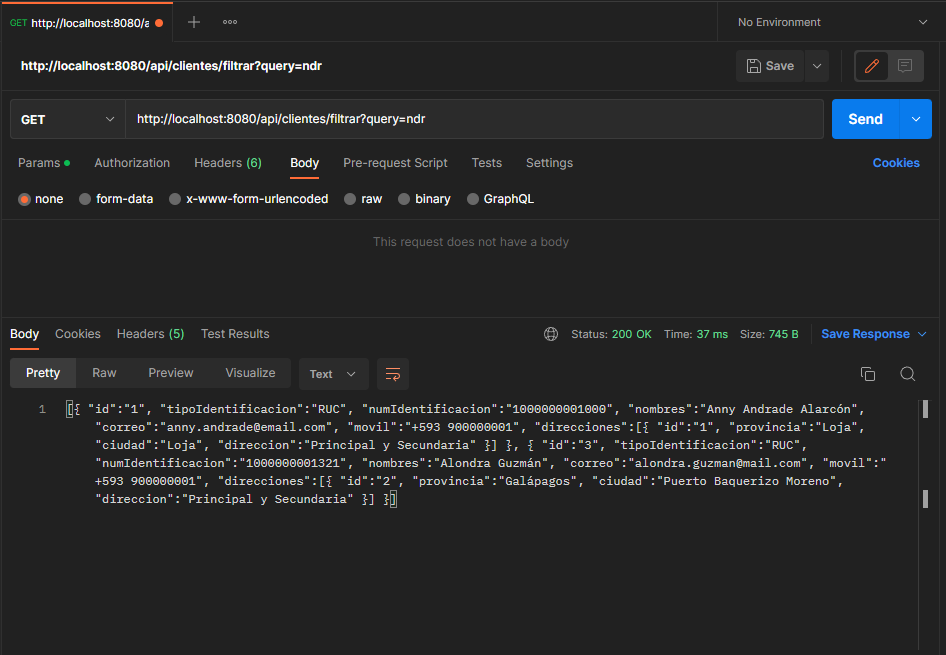 GET http://localhost:8080/a
No Environment
http://localhost:8080/api/clientes/filtrar?query=ndr
Save
GET http://localhost:8080/api/clientes/filtrar?query=ndr Send
Params Authorization Headers (6) Body Pre-request Script Tests Settings Cookies
none form-data x-www-form-urlencoded raw binary GraphQL
This request does not have a body
Body Cookies Headers (5) Test Results Status: 200 OK Time: 37 ms Size: 745 B Save Response
Pretty Raw Preview Visualize Text
1 [{ "id":"1", "tipoIdentificacion":"RUC", "numIdentificacion":"1000000001000", "nombres":"Anny Andrade Alarcón",
"correo":"anny.andrade@email.com", "movil":"+593 900000001", "direcciones":[{ "id":"1", "provincia":"Loja",
"ciudad":"Loja", "direccion":"Principal y Secundaria" }] }, { "id":"3", "tipoIdentificacion":"RUC",
"numIdentificacion":"1000000001321", "nombres":"Alondra Guzmán", "correo":"alondra.guzman@mail.com", "movil":"
+593 900000001", "direcciones":[{ "id":"2", "provincia":"Galápagos", "ciudad":"Puerto Baquerizo Moreno",
"direccion":"Principal y Secundaria" }] }]